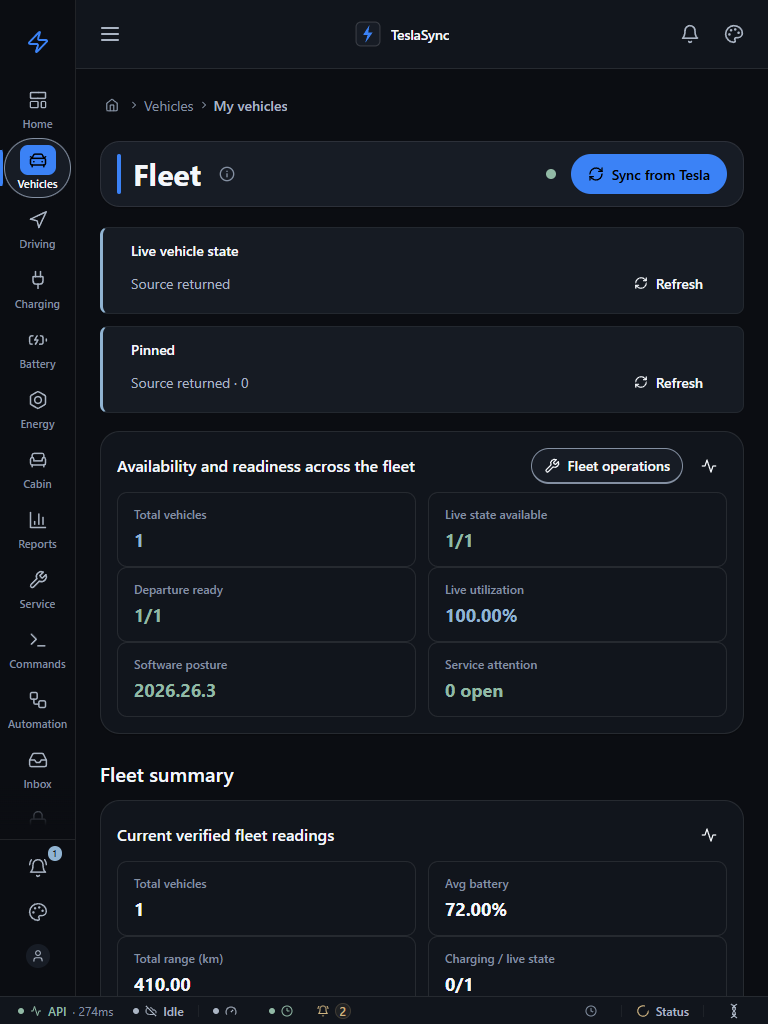 TeslaSync
Home
Vehicles
Driving
Charging
Battery
Energy
Cabin
Reports
Service
Commands
Automation
Inbox
1
Vehicles
My vehicles
Fleet
Sync from Tesla
Live vehicle state
Source returned
Refresh
Pinned
Source returned · 0
Refresh
Availability and readiness across the fleet
Fleet operations
Total vehicles
1
Live state available
1/1
Departure ready
1/1
Live utilization
100.00%
Software posture
2026.26.3
Service attention
0 open
Fleet summary
Current verified fleet readings
Total vehicles
1
Avg battery
72.00%
Total range (km)
410.00
Charging / live state
0/1
API · 274ms
Idle
2
Status